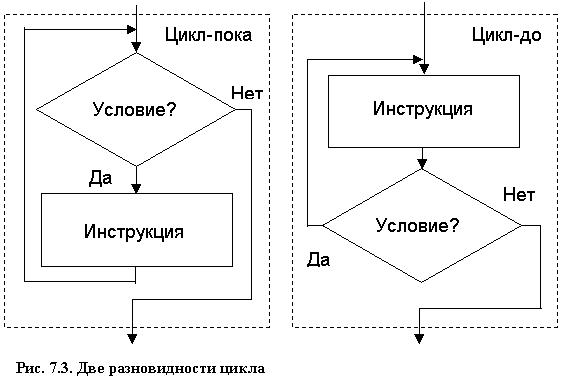 Цикл-пока
Условие?
Нет
Да
Инструкция
Цикл-до
Инструкция
Условие?
Нет
Да
Рис. 7.3. Две разновидности цикла